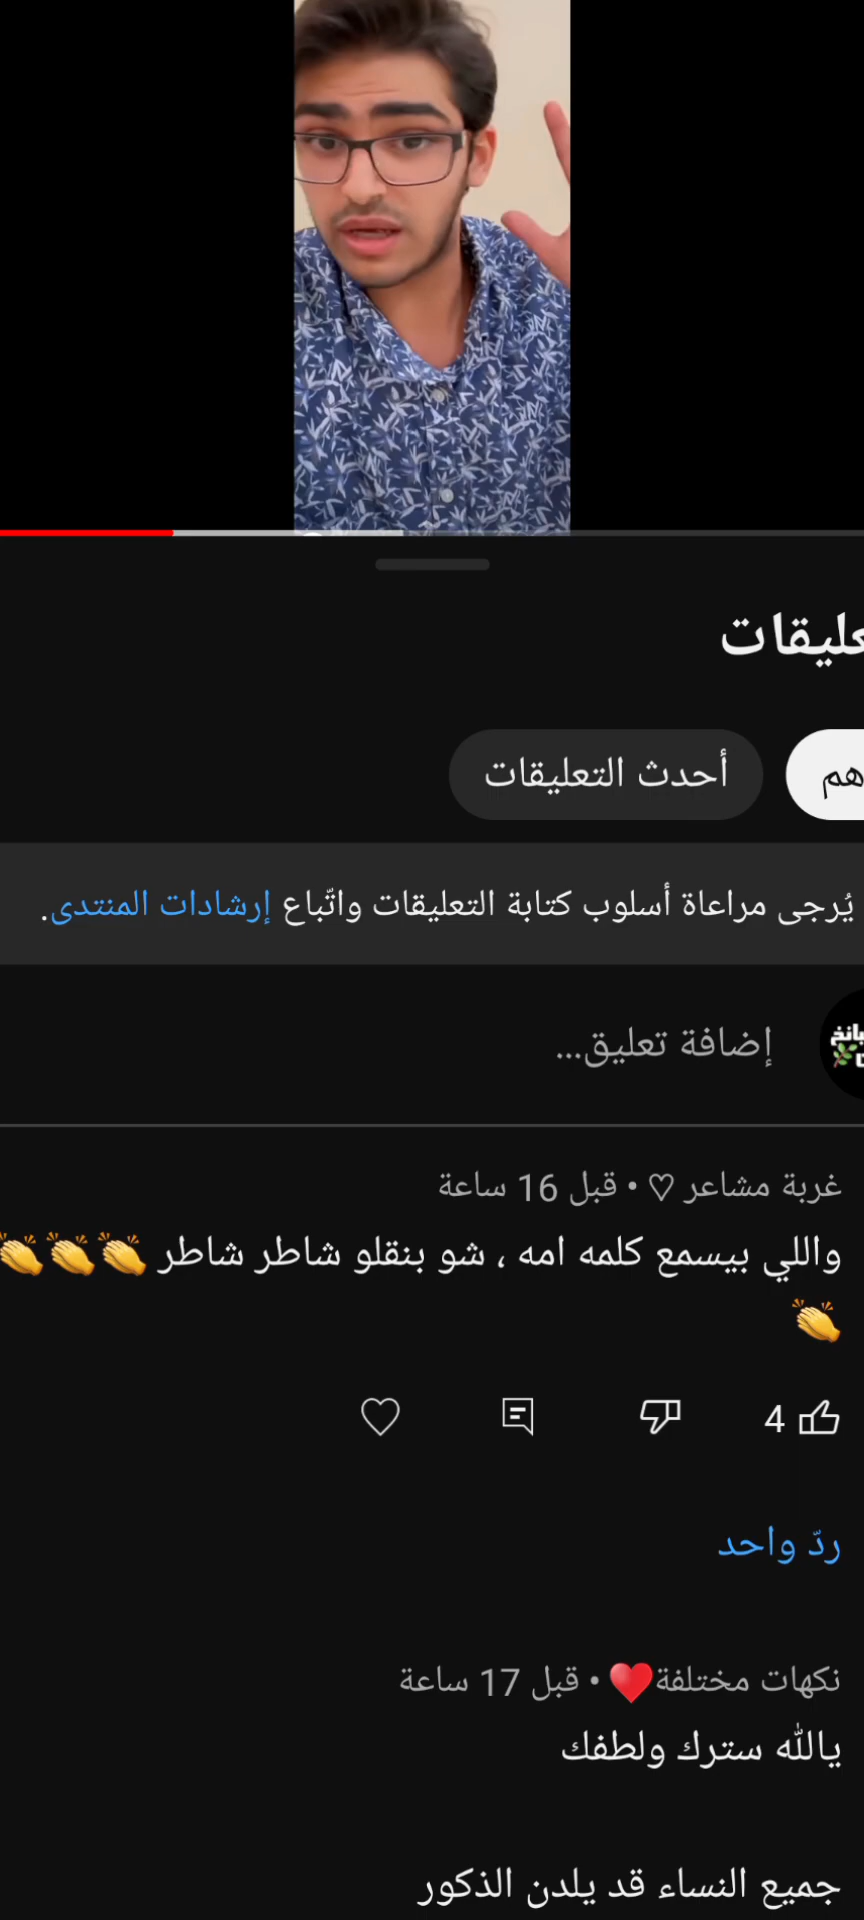 أحدث التعليقات
يُرجى مراعاة أسلوب كتابة التعليقات واتّباع إرشادات المنتدى.
إضافة تعليق...
غربة مشاعر ♡ • قبل 16 ساعة
واللي بيسمع كلمه امه ، شو بنقلو شاطر شاطر 👏👏👏
👏
4
ردّ واحد
نكهات مختلفة❤️ • قبل 17 ساعة
يالله سترك ولطفك
جميع النساء قد يلدن الذكور